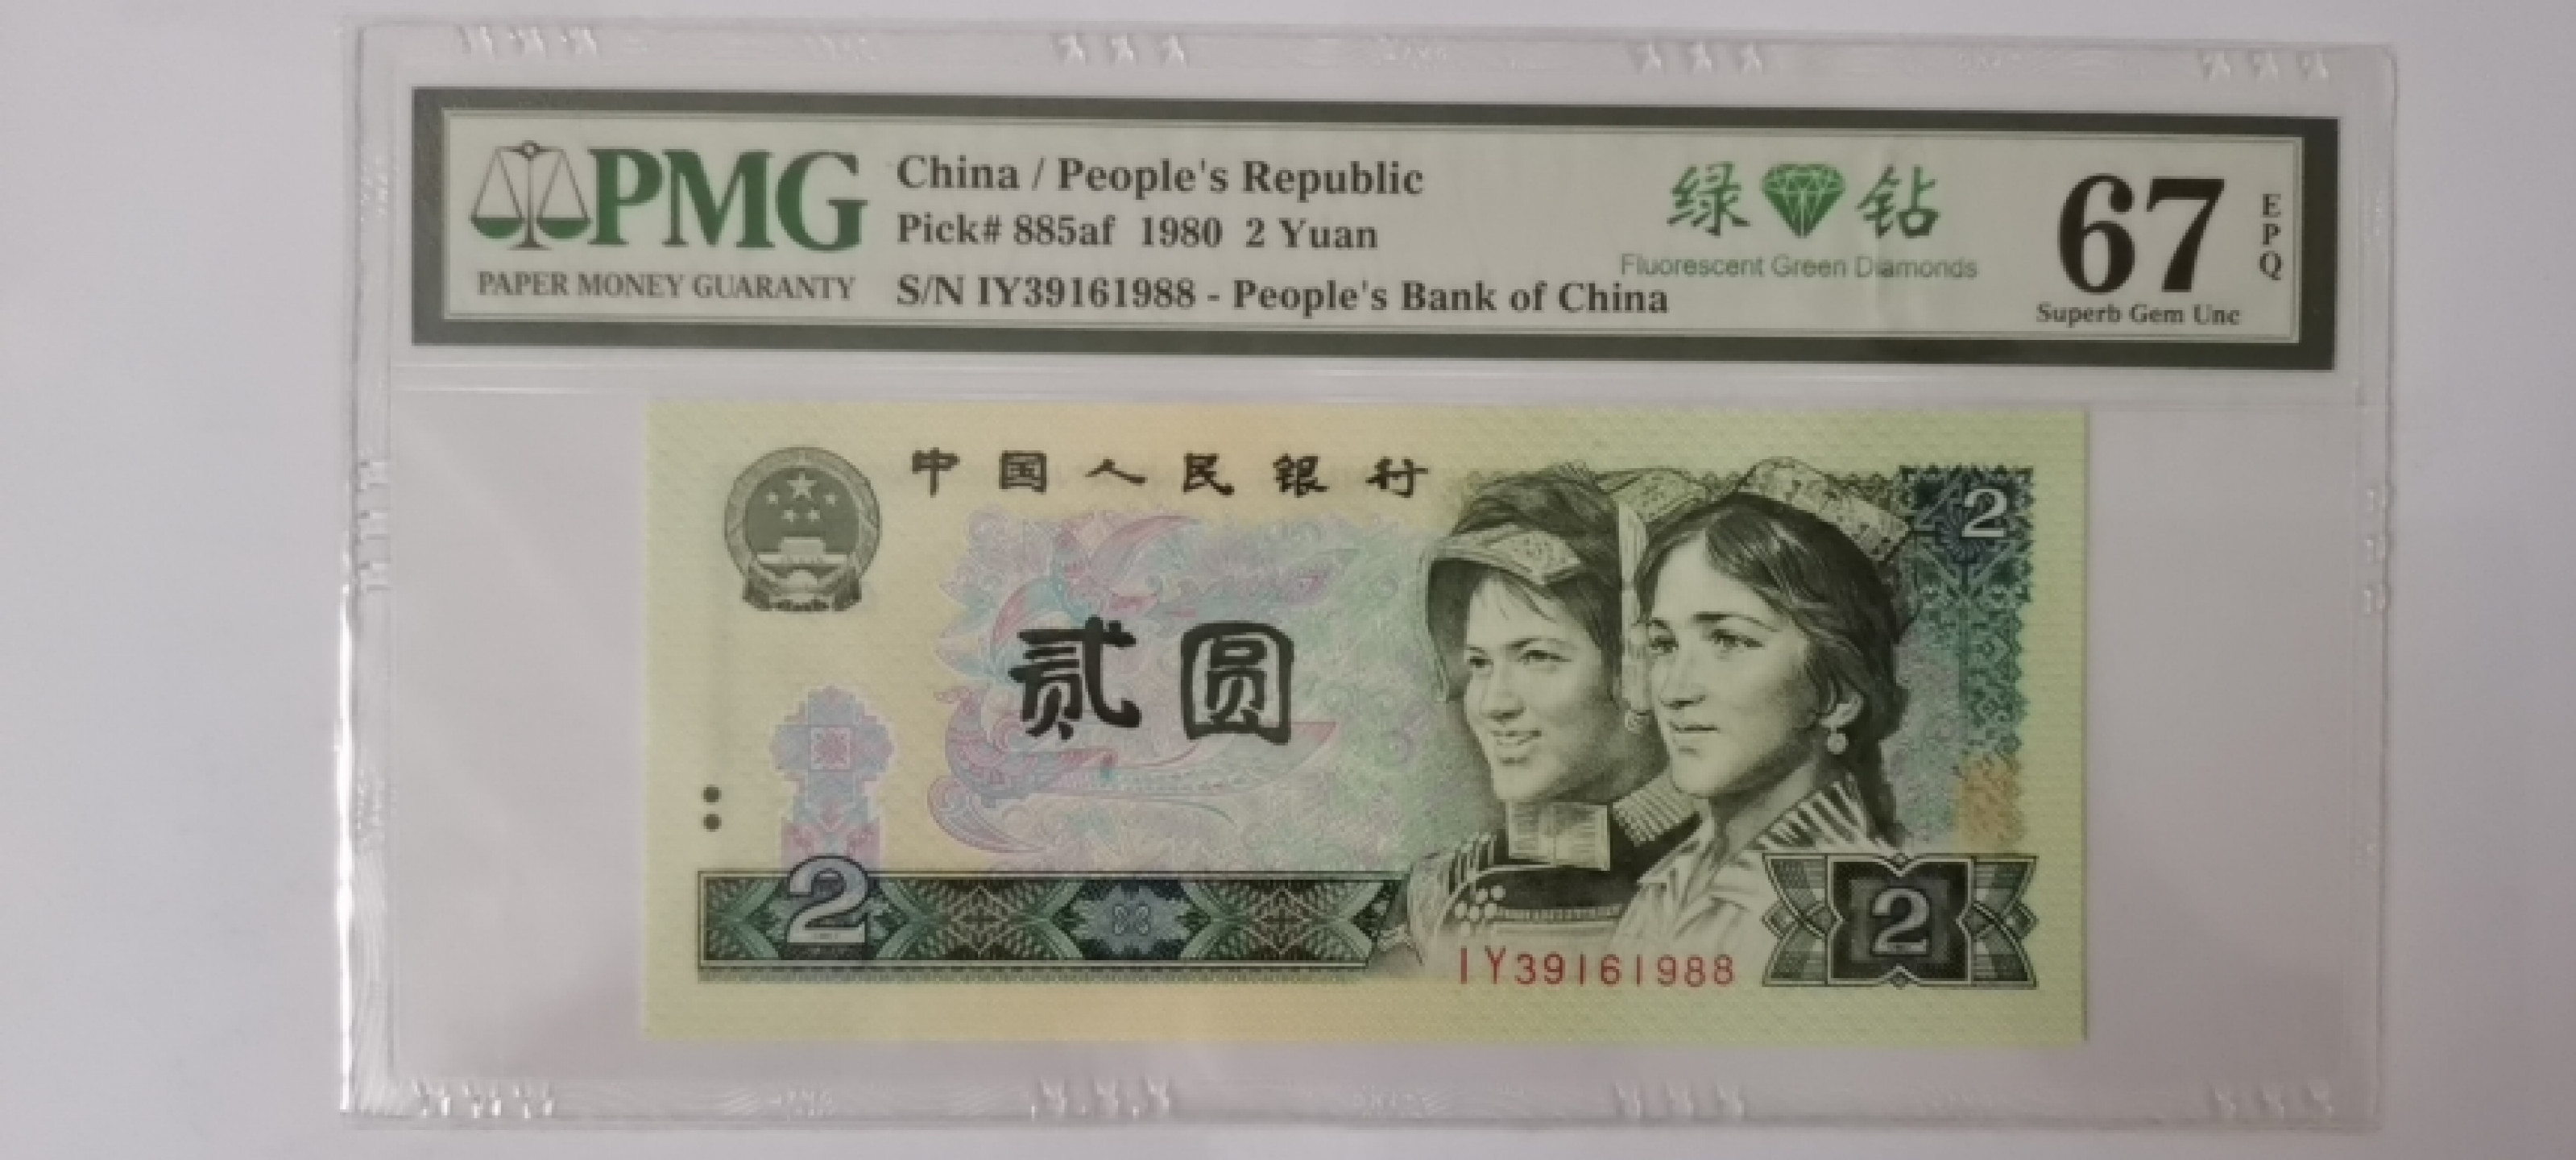 PMG
PAPER MONEY GUARANTY
China / People's Republic
Pick# 885af 1980 2 Yuan
S/N IY39161988 - People's Bank of China
绿钻
Fluorescent Green Diamonds
67
EPQ
Superb Gem Unc
中国人民银行
2
贰圆
2
2
IY39161988